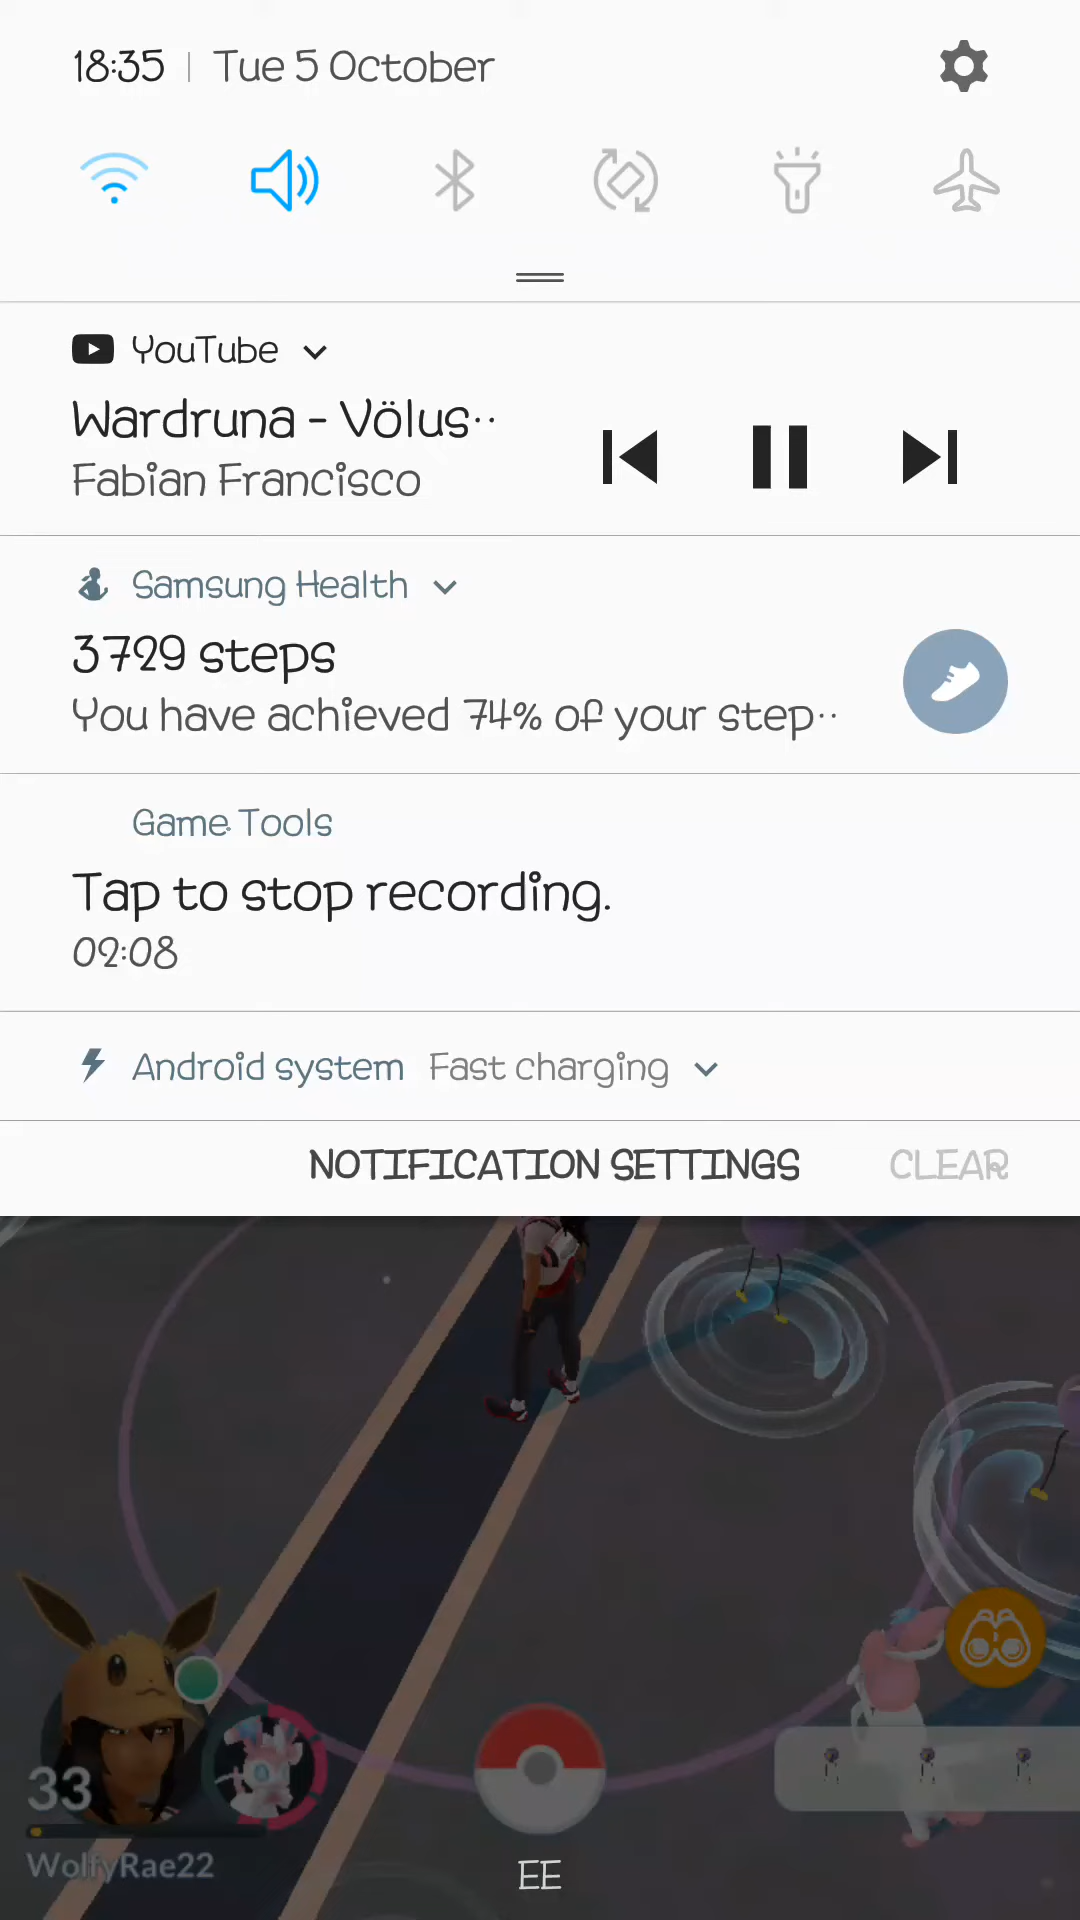 18:35 | Tue 5 October
YouTube
Wardruna - Völus··
Fabian Francisco
Samsung Health
3729 steps
You have achieved 74% of your step··
Game Tools
Tap to stop recording.
02:08
Android system Fast charging
NOTIFICATION SETTINGS CLEAR
33
WolfyRae22
EE